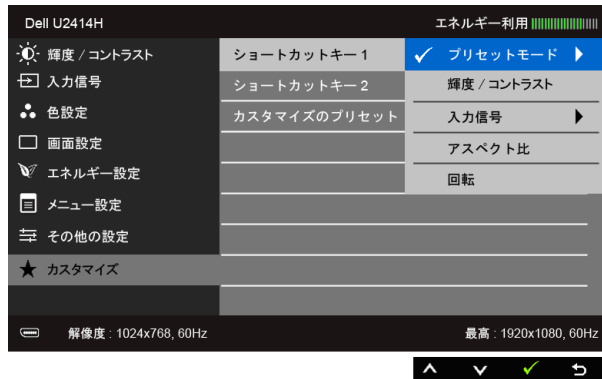 Dell U2414H
エネルギー利用
輝度 / コントラスト
入力信号
色設定
画面設定
エネルギー設定
メニュー設定
その他の設定
カスタマイズ
ショートカットキー 1
ショートカットキー 2
カスタマイズのプリセット
プリセットモード
輝度 / コントラスト
入力信号
アスペクト比
回転
解像度 : 1024x768, 60Hz
最高 : 1920x1080, 60Hz